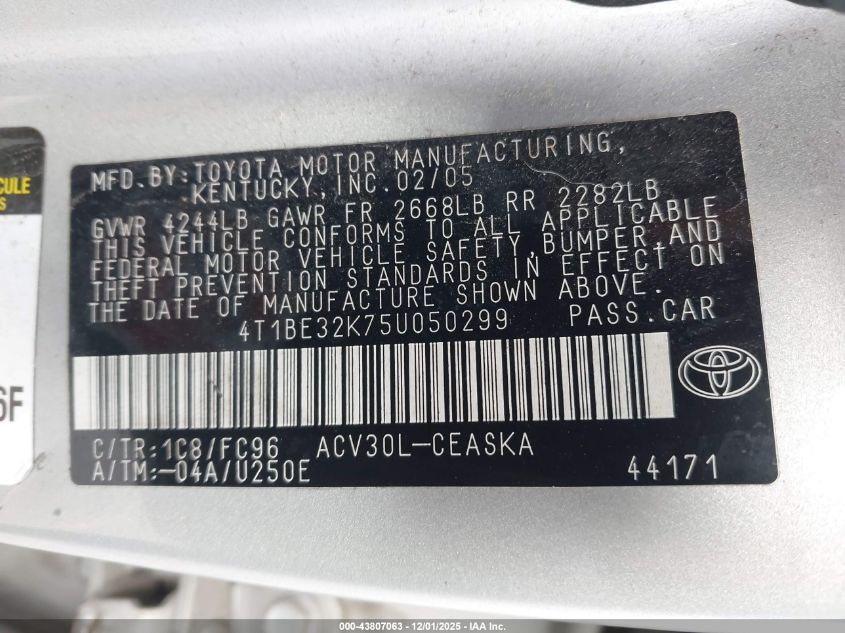 CULE
S
6F
MFD.BY:TOYOTA MOTOR MANUFACTURING,
KENTUCKY,INC.02/05
GVWR 4244LB GAWR FR 2668LB RR 2282LB
THIS VEHICLE CONFORMS TO ALL APPLICABLE
FEDERAL MOTOR VEHICLE SAFETY,BUMPER,AND
THEFT PREVENTION STANDARDS IN EFFECT ON
THE DATE OF MANUFACTURE SHOWN ABOVE.
4T1BE32K75U050299 PASS.CAR
C/TR:1C8/FC96 ACV30L-CEASKA
A/TM:-04A/U250E 44171
000-43807063 - 12/01/2025 - IAA Inc.